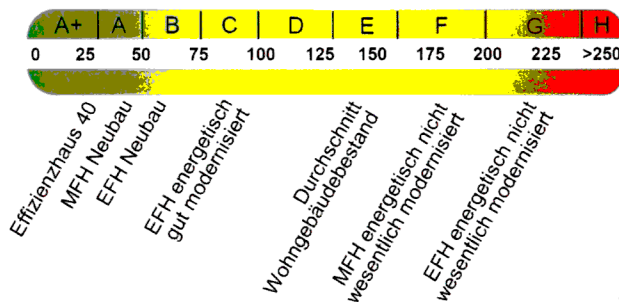 A+ A B C D E F G H
0 25 50 75 100 125 150 175 200 225 >250
Effizienzhaus 40
MFH Neubau
EFH Neubau
EFH energetisch
gut modernisiert
Durchschnitt
Wohngebäudebestand
MFH energetisch nicht
wesentlich modernisiert
EFH energetisch nicht
wesentlich modernisiert